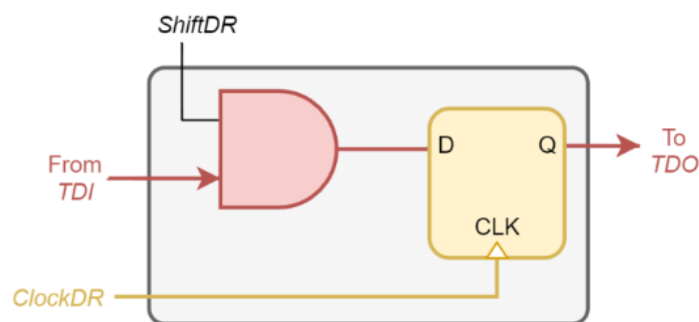 ShiftDR
From
TDI
D
Q
To
TDO
CLK
ClockDR